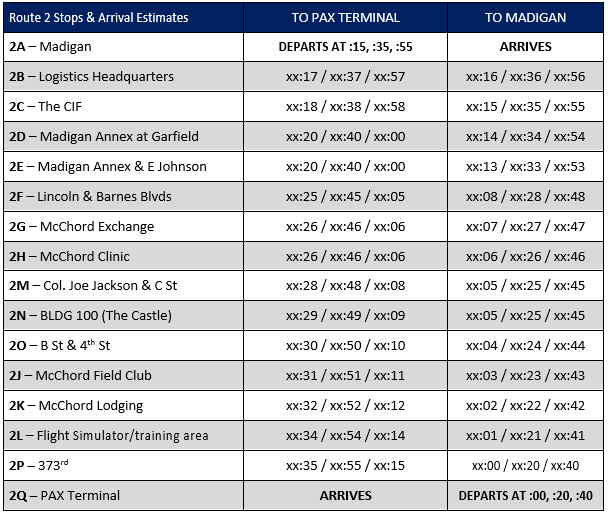 Route 2 Stops & Arrival Estimates TO PAX TERMINAL TO MADIGAN
2A – Madigan DEPARTS AT :15, :35, :55 ARRIVES
2B – Logistics Headquarters xx:17 / xx:37 / xx:57 xx:16 / xx:36 / xx:56
2C – The CIF xx:18 / xx:38 / xx:58 xx:15 / xx:35 / xx:55
2D – Madigan Annex at Garfield xx:20 / xx:40 / xx:00 xx:14 / xx:34 / xx:54
2E – Madigan Annex & E Johnson xx:20 / xx:40 / xx:00 xx:13 / xx:33 / xx:53
2F – Lincoln & Barnes Blvds xx:25 / xx:45 / xx:05 xx:08 / xx:28 / xx:48
2G – McChord Exchange xx:26 / xx:46 / xx:06 xx:07 / xx:27 / xx:47
2H – McChord Clinic xx:26 / xx:46 / xx:06 xx:06 / xx:26 / xx:46
2M – Col. Joe Jackson & C St xx:28 / xx:48 / xx:08 xx:05 / xx:25 / xx:45
2N – BLDG 100 (The Castle) xx:29 / xx:49 / xx:09 xx:05 / xx:25 / xx:45
2O – B St & 4th St xx:30 / xx:50 / xx:10 xx:04 / xx:24 / xx:44
2J – McChord Field Club xx:31 / xx:51 / xx:11 xx:03 / xx:23 / xx:43
2K – McChord Lodging xx:32 / xx:52 / xx:12 xx:02 / xx:22 / xx:42
2L – Flight Simulator/training area xx:34 / xx:54 / xx:14 xx:01 / xx:21 / xx:41
2P – 373rd xx:35 / xx:55 / xx:15 xx:00 / xx:20 / xx:40
2Q – PAX Terminal ARRIVES DEPARTS AT :00, :20, :40